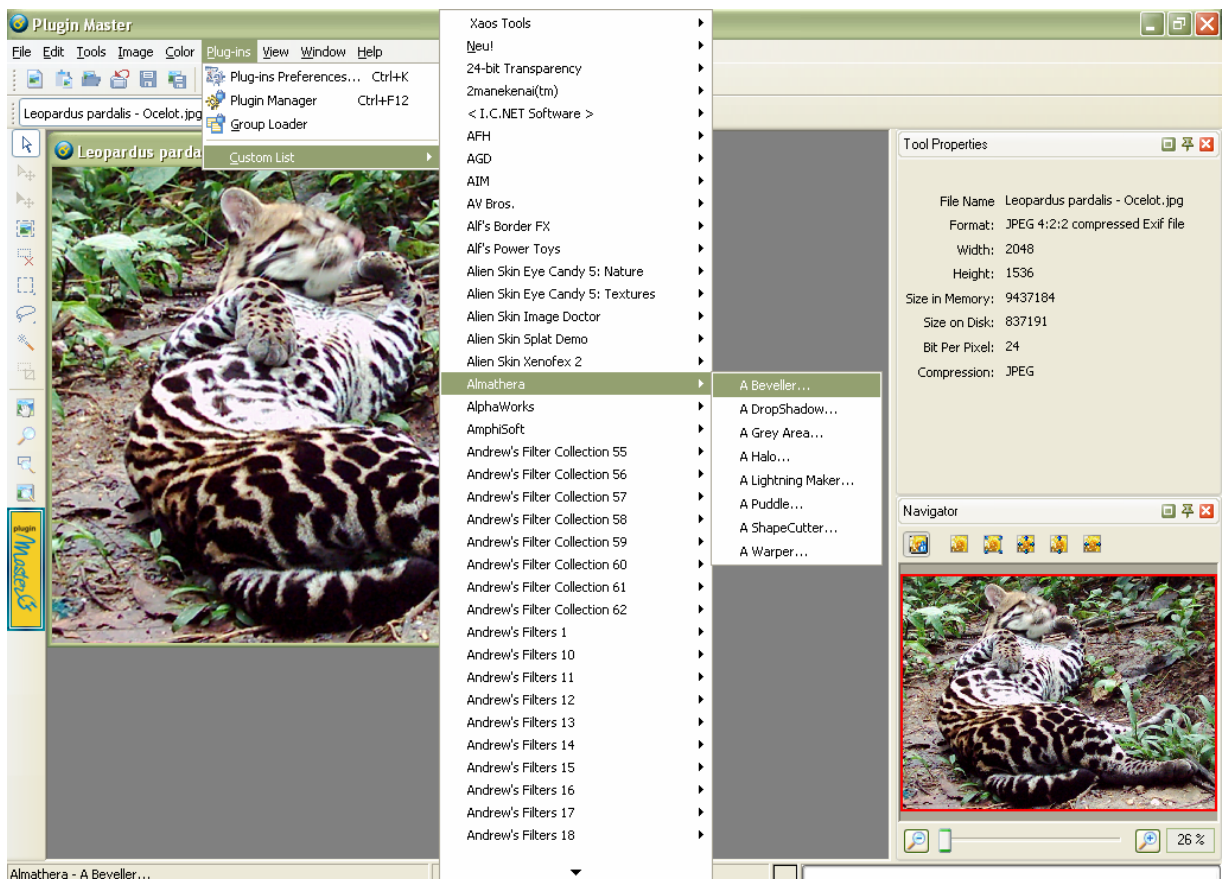 Plugin Master
File Edit Tools Image Color Plug-ins View Window Help
Plug-ins Preferences... Ctrl+K
Plugin Manager Ctrl+F12
Group Loader
Custom List
Leopardus pardalis - Ocelot.jpg
Leopardus parda
plugin
Master
Xaos Tools
Neu!
24-bit Transparency
2manekenai(tm)
< I.C.NET Software >
AFH
AGD
AIM
AV Bros.
Alf's Border FX
Alf's Power Toys
Alien Skin Eye Candy 5: Nature
Alien Skin Eye Candy 5: Textures
Alien Skin Image Doctor
Alien Skin Splat Demo
Alien Skin Xenofex 2
Almathera
AlphaWorks
AmphiSoft
Andrew's Filter Collection 55
Andrew's Filter Collection 56
Andrew's Filter Collection 57
Andrew's Filter Collection 58
Andrew's Filter Collection 59
Andrew's Filter Collection 60
Andrew's Filter Collection 61
Andrew's Filter Collection 62
Andrew's Filters 1
Andrew's Filters 10
Andrew's Filters 11
Andrew's Filters 12
Andrew's Filters 13
Andrew's Filters 14
Andrew's Filters 15
Andrew's Filters 16
Andrew's Filters 17
Andrew's Filters 18
A Beveller...
A DropShadow...
A Grey Area...
A Halo...
A Lightning Maker...
A Puddle...
A ShapeCutter...
A Warper...
Tool Properties
File Name Leopardus pardalis - Ocelot.jpg
Format: JPEG 4:2:2 compressed Exif file
Width: 2048
Height: 1536
Size in Memory: 9437184
Size on Disk: 837191
Bit Per Pixel: 24
Compression: JPEG
Navigator
26 %
Almathera - A Beveller...